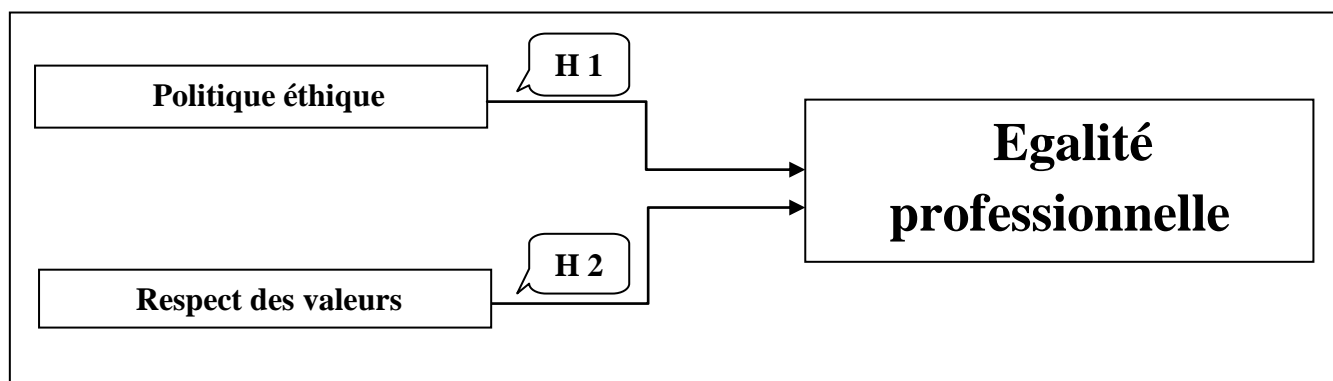 H 1
Politique éthique
Egalité
professionnelle
H 2
Respect des valeurs